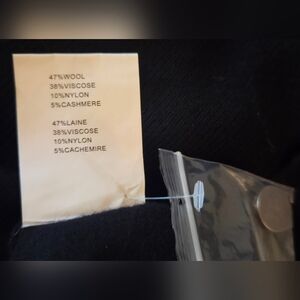 47%WOOL
38%VISCOSE
10%NYLON
5%CASHMERE
47%LAINE
38%VISCOSE
10%NYLON
5%CACHEMIRE